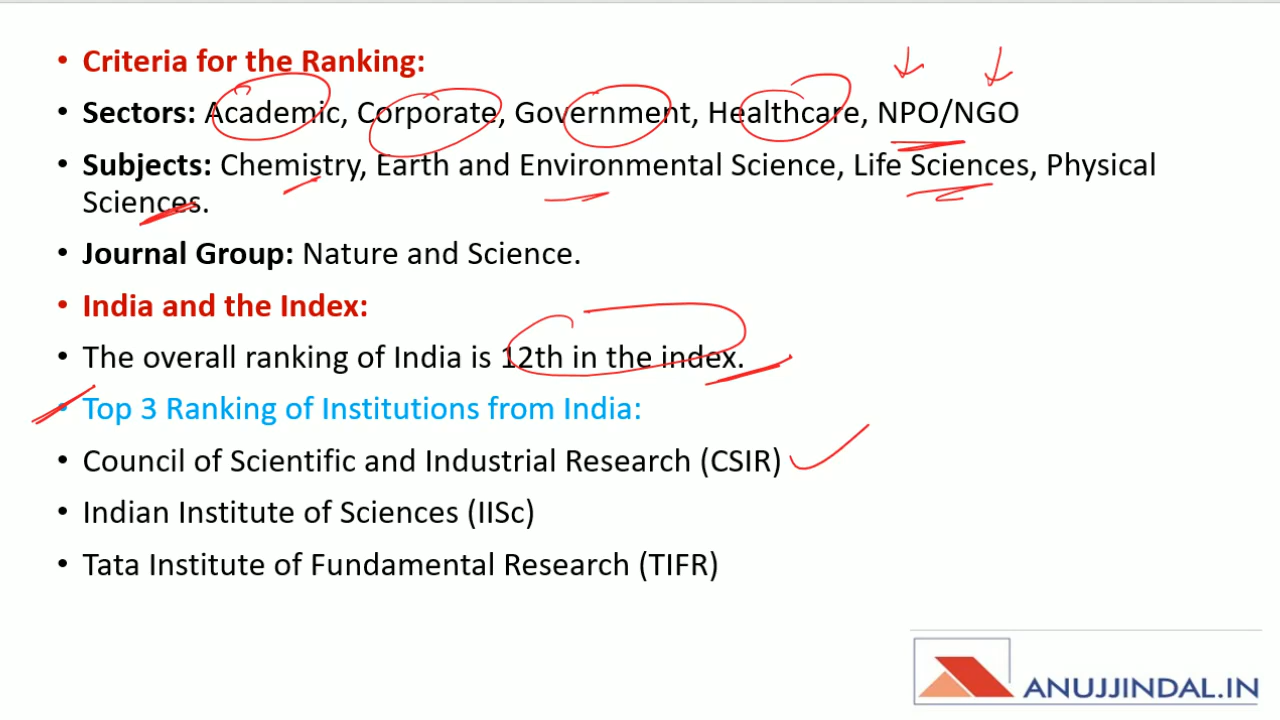 • Criteria for the Ranking:
• Sectors: Academic, Corporate, Government, Healthcare, NPO/NGO
• Subjects: Chemistry, Earth and Environmental Science, Life Sciences, Physical
Sciences.
• Journal Group: Nature and Science.
• India and the Index:
• The overall ranking of India is 12th in the index.
• Top 3 Ranking of Institutions from India:
• Council of Scientific and Industrial Research (CSIR)
• Indian Institute of Sciences (IISc)
• Tata Institute of Fundamental Research (TIFR)
ANUJJINDAL.IN